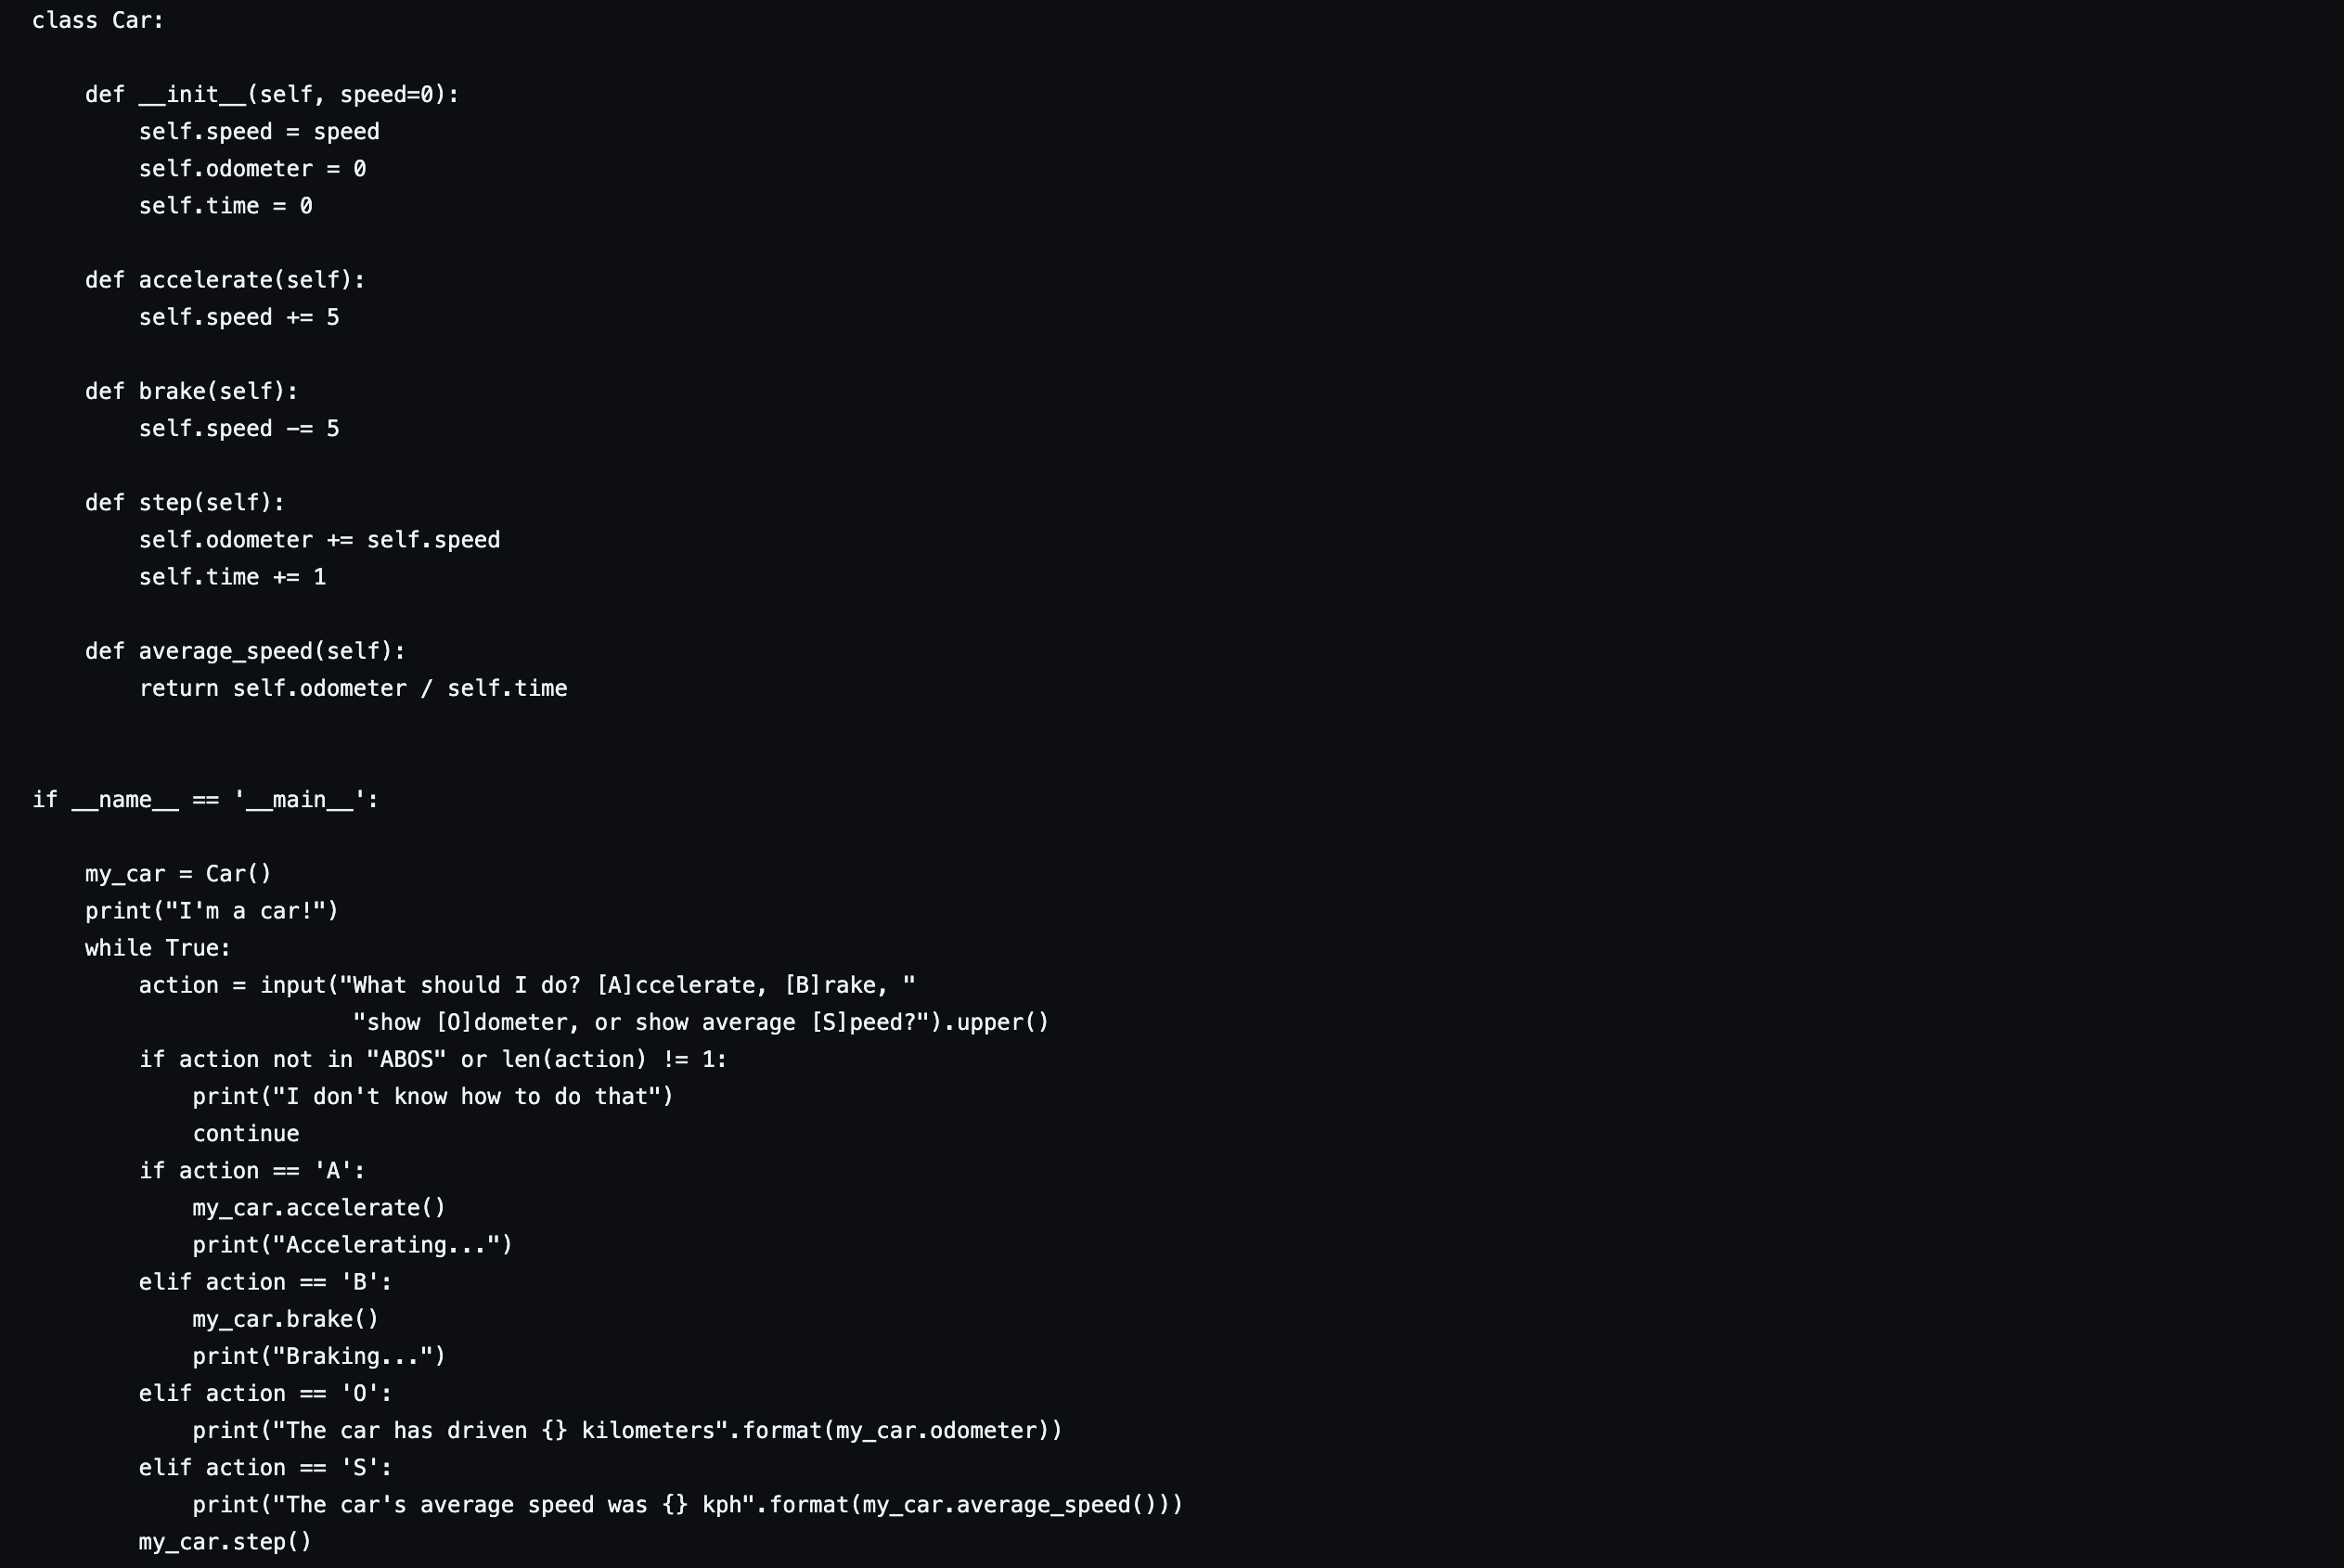 class Car:

    def __init__(self, speed=0):
        self.speed = speed
        self.odometer = 0
        self.time = 0

    def accelerate(self):
        self.speed += 5

    def brake(self):
        self.speed -= 5

    def step(self):
        self.odometer += self.speed
        self.time += 1

    def average_speed(self):
        return self.odometer / self.time


if __name__ == '__main__':

    my_car = Car()
    print("I'm a car!")
    while True:
        action = input("What should I do? [A]ccelerate, [B]rake, "
                        "show [O]dometer, or show average [S]peed?").upper()
        if action not in "ABOS" or len(action) != 1:
            print("I don't know how to do that")
            continue
        if action == 'A':
            my_car.accelerate()
            print("Accelerating...")
        elif action == 'B':
            my_car.brake()
            print("Braking...")
        elif action == 'O':
            print("The car has driven {} kilometers".format(my_car.odometer))
        elif action == 'S':
            print("The car's average speed was {} kph".format(my_car.average_speed()))
        my_car.step()